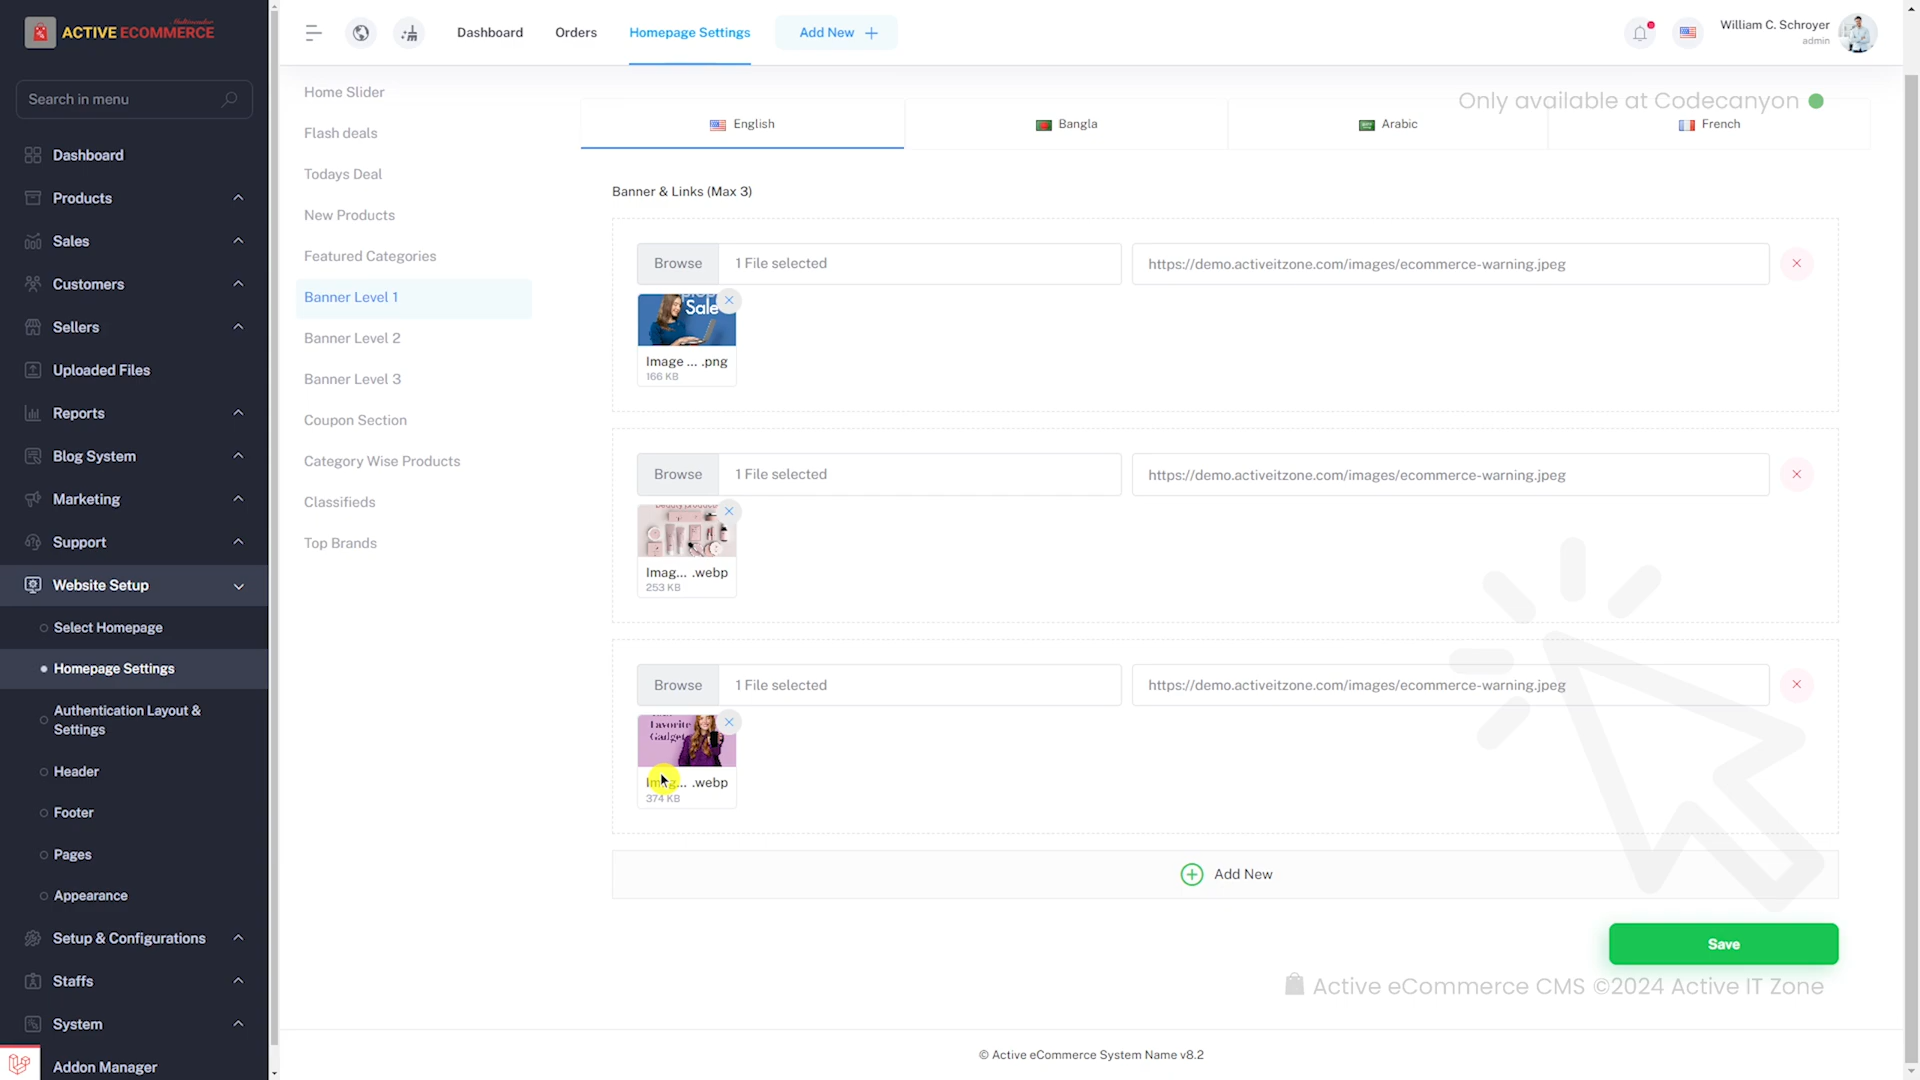 Multivendor
ACTIVE ECOMMERCE
Search in menu
Dashboard
Products
Sales
Customers
Sellers
Uploaded Files
Reports
Blog System
Marketing
Support
Website Setup
Select Homepage
Homepage Settings
Authentication Layout &
Settings
Header
Footer
Pages
Appearance
Setup & Configurations
Staffs
System
Addon Manager
Dashboard
Orders
Homepage Settings
Add New
William C. Schroyer
admin
Home Slider
Flash deals
Todays Deal
New Products
Featured Categories
Banner Level 1
Banner Level 2
Banner Level 3
Coupon Section
Category Wise Products
Classifieds
Top Brands
Only available at Codecanyon
English
Bangla
Arabic
French
Banner & Links (Max 3)
Browse
1 File selected
https://demo.activeitzone.com/images/ecommerce-warning.jpeg
Sale
Image ... .png
166 KB
Browse
1 File selected
https://demo.activeitzone.com/images/ecommerce-warning.jpeg
Imag... .webp
253 KB
Browse
1 File selected
https://demo.activeitzone.com/images/ecommerce-warning.jpeg
Favorite
Gadget
Imag... .webp
374 KB
Add New
Save
Active eCommerce CMS ©2024 Active IT Zone
© Active eCommerce System Name v8.2